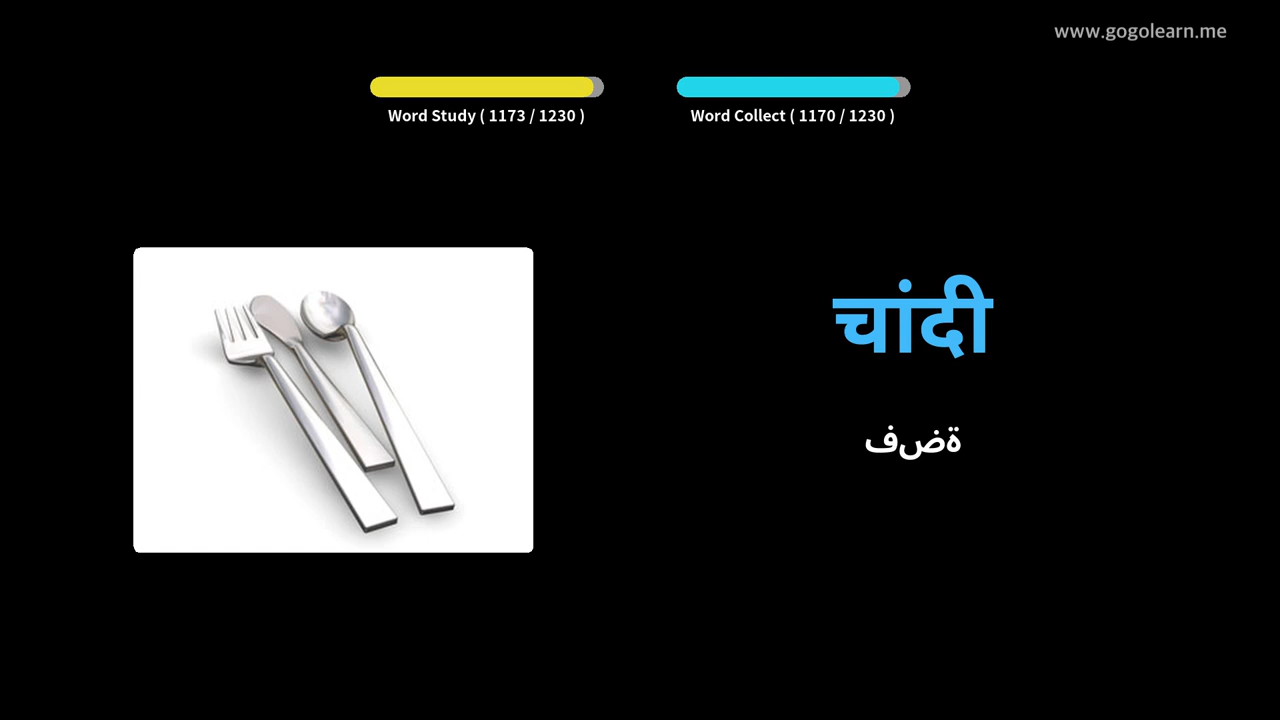 www.gogolearn.me
Word Study ( 1173 / 1230 )
Word Collect ( 1170 / 1230 )
चांदी
فضة